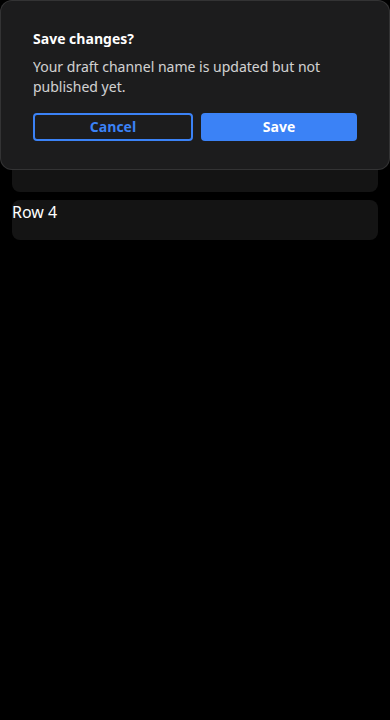 Save changes?
Your draft channel name is updated but not
published yet.
Cancel
Save
Row 4